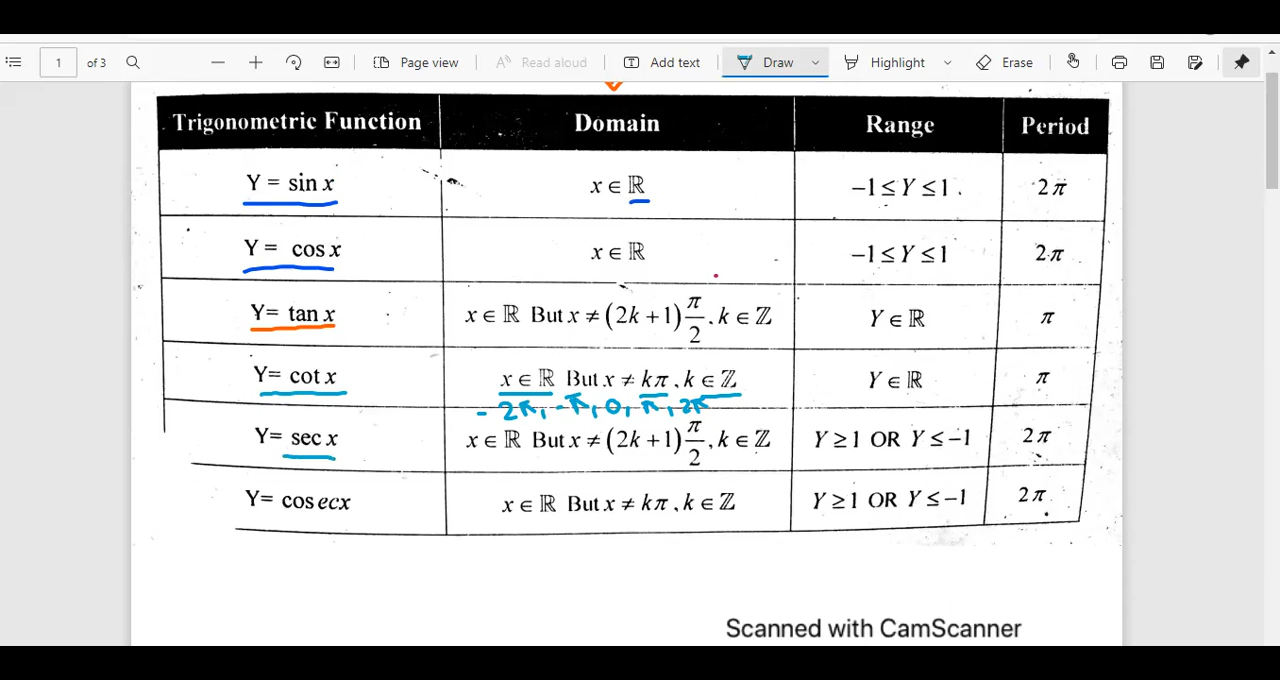 1 of 3 Page view Read aloud Add text Draw Highlight Erase
Trigonometric Function Domain Range Period
Y = sin x x ∈ ℝ −1 ≤ Y ≤ 1 . 2π
Y = cos x x ∈ ℝ −1 ≤ Y ≤ 1 2π
Y= tan x x ∈ ℝ But x ≠ (2k + 1) π/2 , k ∈ ℤ Y ∈ ℝ π
Y= cot x x ∈ ℝ But x ≠ kπ , k ∈ ℤ Y ∈ ℝ π
- 2π, -π, 0, π, 2π
Y= sec x x ∈ ℝ But x ≠ (2k + 1) π/2 , k ∈ ℤ Y ≥ 1 OR Y ≤ −1 2π
Y= cosecx x ∈ ℝ But x ≠ kπ , k ∈ ℤ Y ≥ 1 OR Y ≤ −1 2π
Scanned with CamScanner